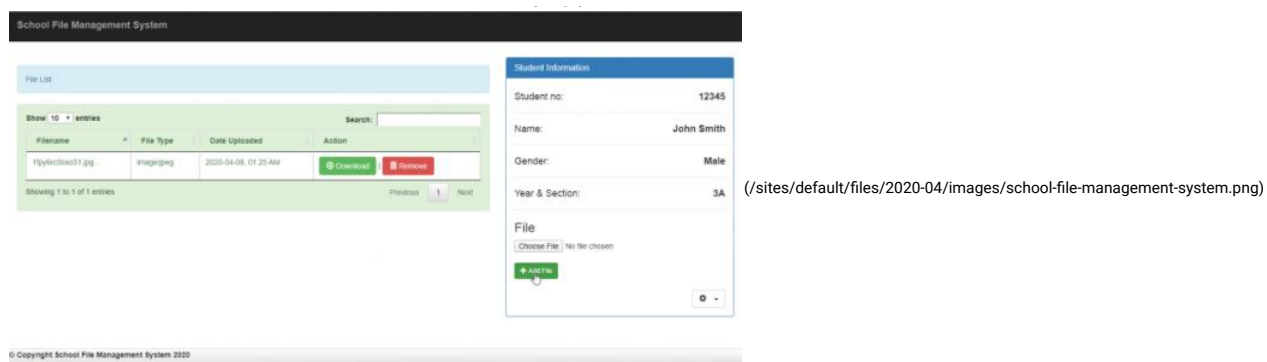 School File Management System
File List
Show 10 entries
Search:
Filename File Type Date Uploaded Action
image/jpeg 2020-04-08, 01:25 AM Download | Remove
Showing 1 to 1 of 1 entries
Previous 1 Next
Student Information
Student no: 12345
Name: John Smith
Gender: Male
Year & Section: 3A
File
Choose File No file chosen
+ Add File
© Copyright School File Management System 2020
(/sites/default/files/2020-04/images/school-file-management-system.png)